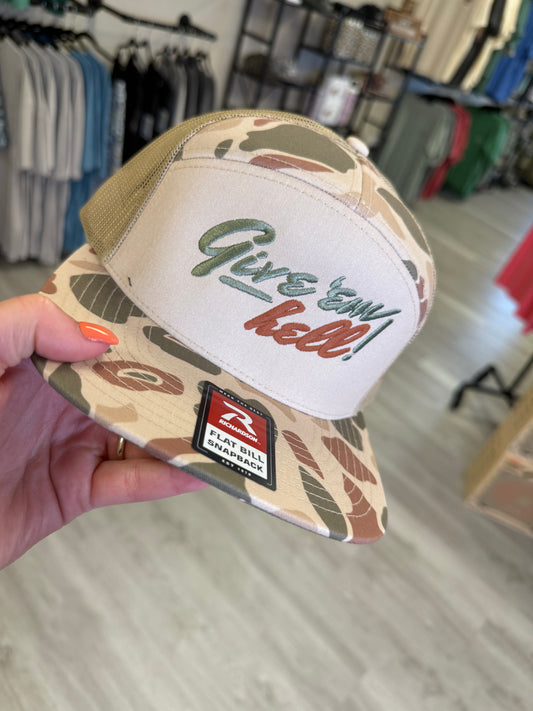 Give 'em
hell!
RICHARDSON
FLAT BILL
SNAPBACK